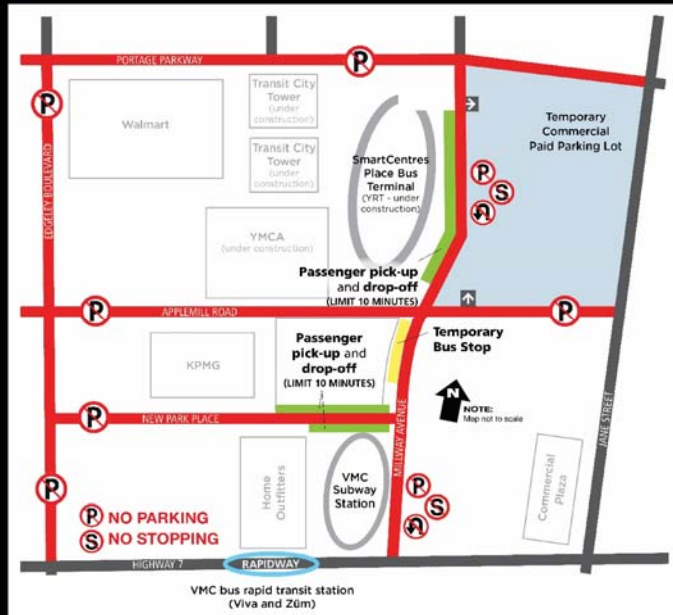 PORTAGE PARKWAY
P
P
Walmart
Transit City
Tower
(under
construction)
Transit City
Tower
(under
construction)
SmartCentres
Place Bus
Terminal
(YRT - under
construction)
Temporary
Commercial
Paid Parking Lot
P
S
EDGELEY BOULEVARD
YMCA
(under construction)
Passenger pick-up
and drop-off
(LIMIT 10 MINUTES)
P
APPLEMILL ROAD
P
KPMG
Passenger
pick-up and
drop-off
(LIMIT 10 MINUTES)
Temporary
Bus Stop
N
NOTE:
Map not to scale
P
NEW PARK PLACE
MILLWAY AVENUE
JANE STREET
Home
Outfitters
VMC
Subway
Station
Commercial
Plaza
P
P
S
P NO PARKING
S NO STOPPING
HIGHWAY 7
RAPIDWAY
VMC bus rapid transit station
(Viva and Züm)